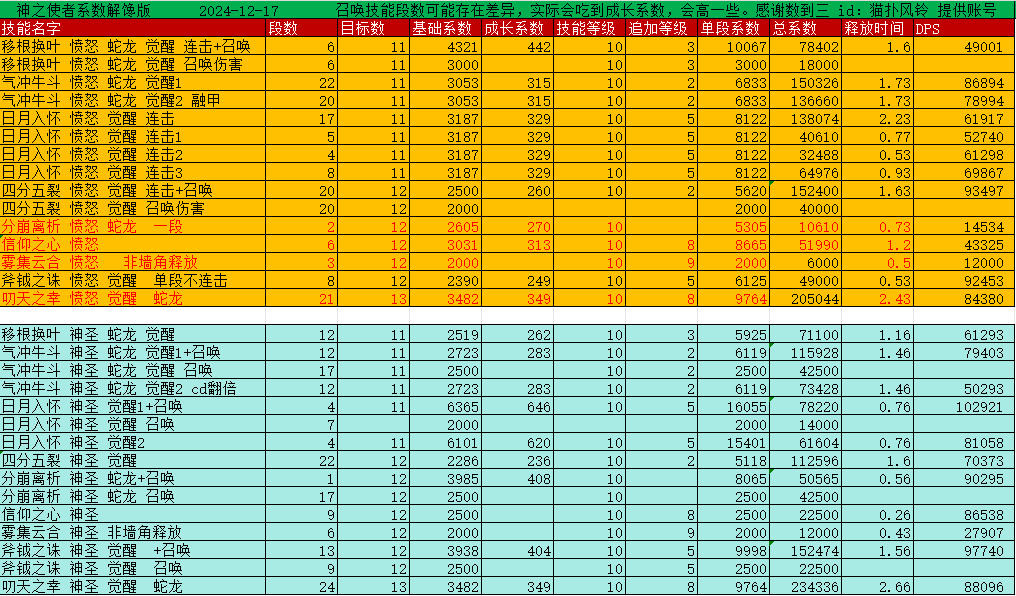 神之使者系数解馋版 2024-12-17 召唤技能段数可能存在差异，实际会吃到成长系数，会高一些。感谢数到三 id：猫扑风铃 提供账号
技能名字 段数 目标数 基础系数 成长系数 技能等级 追加等级 单段系数 总系数 释放时间 DPS
移根换叶 愤怒 蛇龙 觉醒 连击+召唤 6 11 4321 442 10 3 10067 78402 1.6 49001
移根换叶 愤怒 蛇龙 觉醒 召唤伤害 6 11 3000 10 3 3000 18000
气冲牛斗 愤怒 蛇龙 觉醒1 22 11 3053 315 10 2 6833 150326 1.73 86894
气冲牛斗 愤怒 蛇龙 觉醒2 融甲 20 11 3053 315 10 2 6833 136660 1.73 78994
日月入怀 愤怒 觉醒 连击 17 11 3187 329 10 5 8122 138074 2.23 61917
日月入怀 愤怒 觉醒 连击1 5 11 3187 329 10 5 8122 40610 0.77 52740
日月入怀 愤怒 觉醒 连击2 4 11 3187 329 10 5 8122 32488 0.53 61298
日月入怀 愤怒 觉醒 连击3 8 11 3187 329 10 5 8122 64976 0.93 69867
四分五裂 愤怒 觉醒 连击+召唤 20 12 2500 260 10 2 5620 152400 1.63 93497
四分五裂 愤怒 觉醒 召唤伤害 20 12 2000 2000 40000
分崩离析 愤怒 蛇龙 一段 2 12 2605 270 10 5305 10610 0.73 14534
信仰之心 愤怒 6 12 3031 313 10 8 8665 51990 1.2 43325
雾集云合 愤怒 非墙角释放 3 12 2000 10 9 2000 6000 0.5 12000
斧钺之诛 愤怒 觉醒 单段不连击 8 12 2390 249 10 5 6125 49000 0.53 92453
叨天之幸 愤怒 觉醒 蛇龙 21 13 3482 349 10 8 9764 205044 2.43 84380
移根换叶 神圣 蛇龙 觉醒 12 11 2519 262 10 3 5925 71100 1.16 61293
气冲牛斗 神圣 蛇龙 觉醒1+召唤 12 11 2723 283 10 2 6119 115928 1.46 79403
气冲牛斗 神圣 蛇龙 觉醒 召唤 17 11 2500 10 2 2500 42500
气冲牛斗 神圣 蛇龙 觉醒2 cd翻倍 12 11 2723 283 10 2 6119 73428 1.46 50293
日月入怀 神圣 觉醒1+召唤 4 11 6365 646 10 5 16055 78220 0.76 102921
日月入怀 神圣 觉醒 召唤 7 2000 2000 14000
日月入怀 神圣 觉醒2 4 11 6101 620 10 5 15401 61604 0.76 81058
四分五裂 神圣 觉醒 22 12 2286 236 10 2 5118 112596 1.6 70373
分崩离析 神圣 蛇龙+召唤 1 12 3985 408 10 8065 50565 0.56 90295
分崩离析 神圣 蛇龙 召唤 17 12 2500 10 2500 42500
信仰之心 神圣 9 12 2500 10 8 2500 22500 0.26 86538
雾集云合 神圣 非墙角释放 6 12 2000 10 9 2000 12000 0.43 27907
斧钺之诛 神圣 觉醒 +召唤 13 12 3938 404 10 5 9998 152474 1.56 97740
斧钺之诛 神圣 觉醒 召唤 9 12 2500 10 5 2500 22500
叨天之幸 神圣 觉醒 蛇龙 24 13 3482 349 10 8 9764 234336 2.66 88096